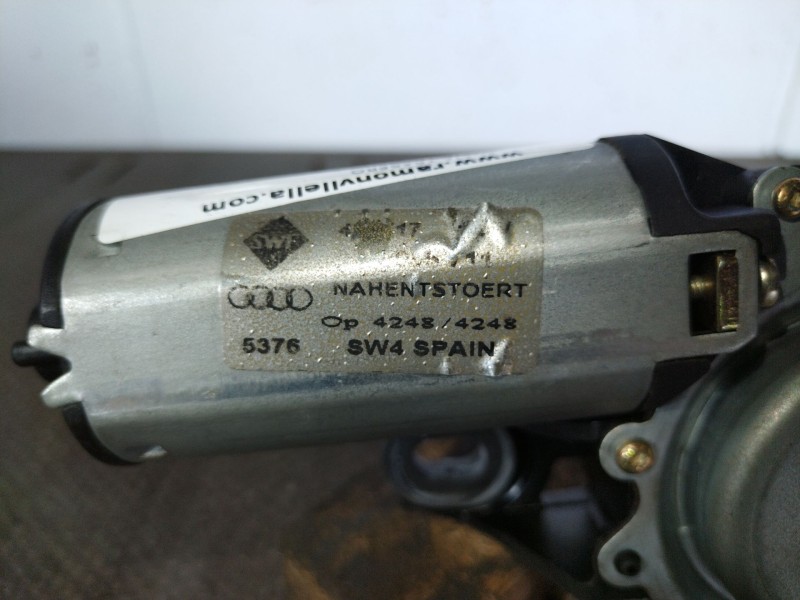 www.ramonvilella.com
SWF
NAHENTSTOERT
Op 4248/4248
5376 SW4 SPAIN